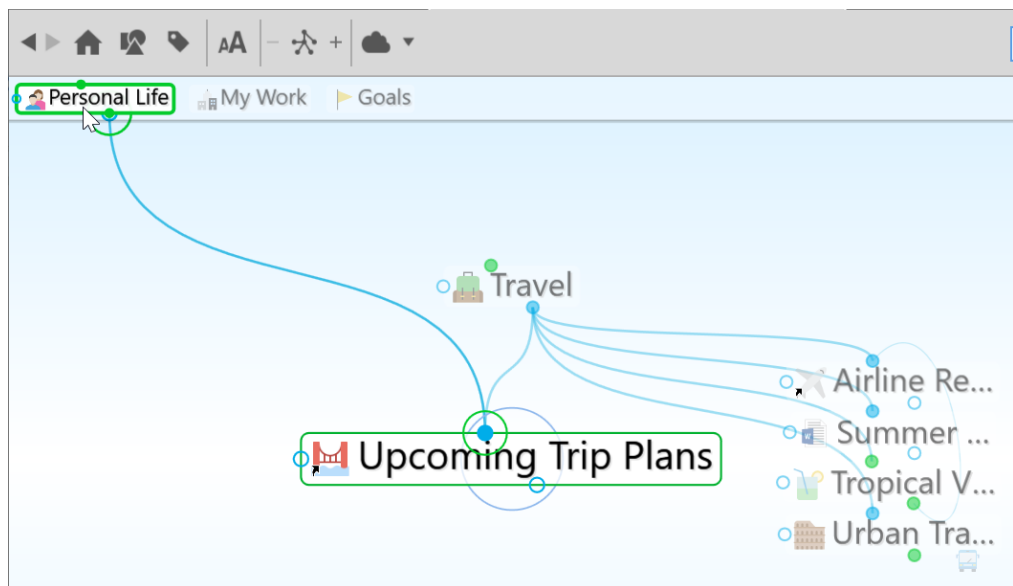 AA
Personal Life My Work Goals
Travel
Airline Re...
Summer ...
Upcoming Trip Plans
Tropical V...
Urban Tra...